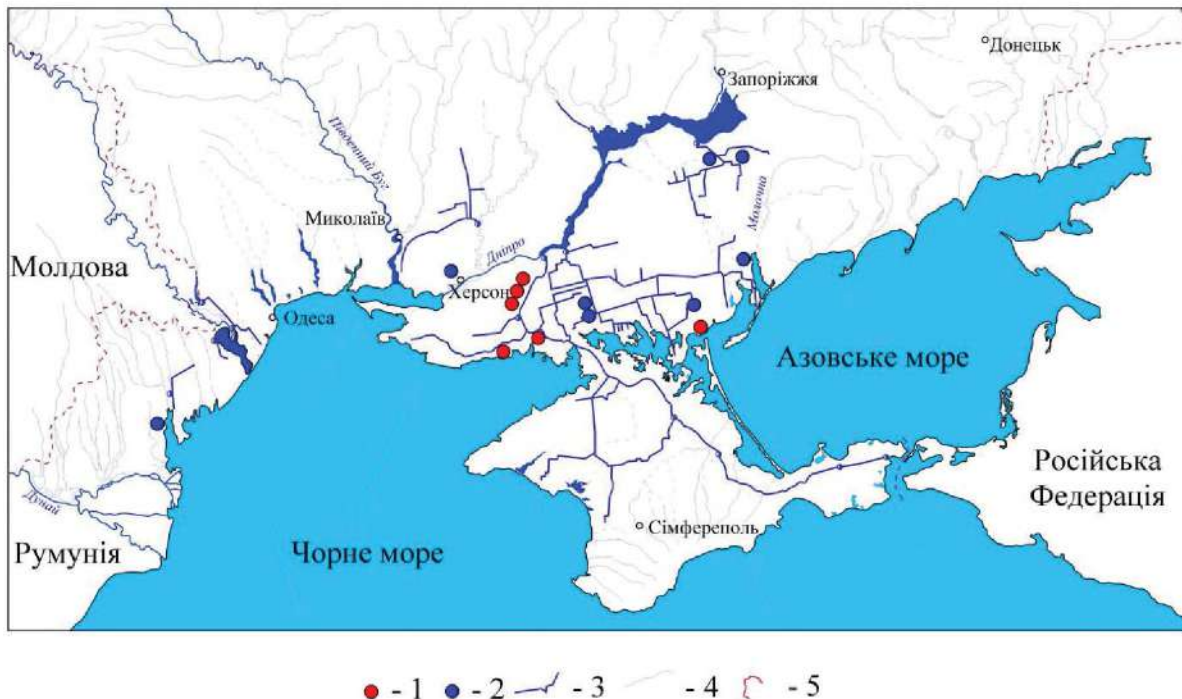 Донецьк
Запоріжжя
Південний Буг
Миколаїв
Молочна
Дніпро
Молдова
Херсон
Одеса
Азовське море
Російська
Федерація
Дунай
Сімферополь
Румунія
Чорне море
- 1 - 2 - 3 - 4 - 5